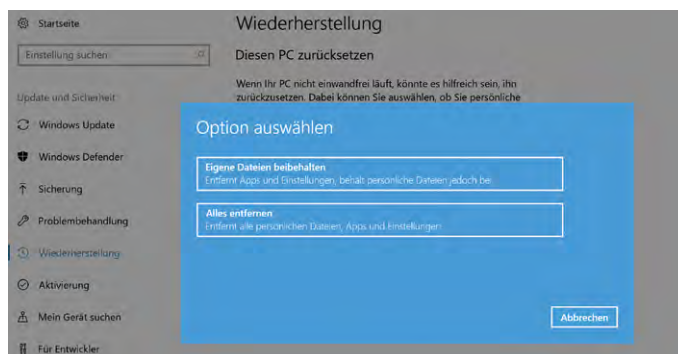 Startseite
Einstellung suchen
Update und Sicherheit
Windows Update
Windows Defender
Sicherung
Problembehandlung
Wiederherstellung
Aktivierung
Mein Gerät suchen
Für Entwickler
Wiederherstellung
Diesen PC zurücksetzen
Wenn Ihr PC nicht einwandfrei läuft, könnte es hilfreich sein, ihn
zurückzusetzen. Dabei können Sie auswählen, ob Sie persönliche
Option auswählen
Eigene Dateien beibehalten
Entfernt Apps und Einstellungen, behält persönliche Dateien jedoch bei.
Alles entfernen
Entfernt alle persönlichen Dateien, Apps und Einstellungen.
Abbrechen